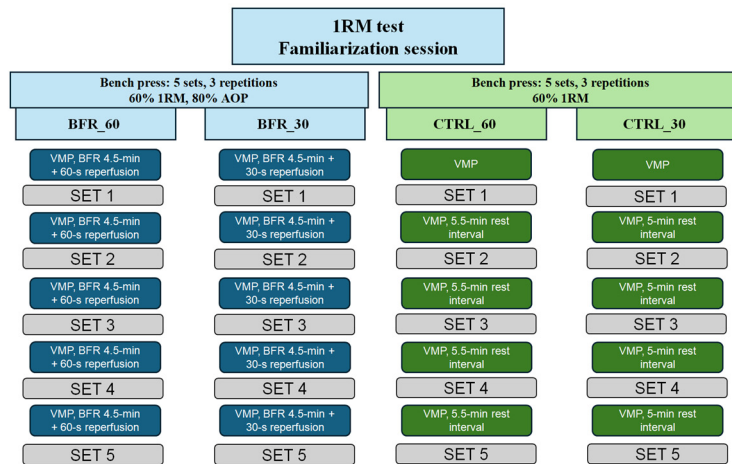 1RM test
Familiarization session
Bench press: 5 sets, 3 repetitions
60% 1RM, 80% AOP
Bench press: 5 sets, 3 repetitions
60% 1RM
BFR_60
BFR_30
CTRL_60
CTRL_30
VMP, BFR 4.5-min
+ 60-s reperfusion
VMP, BFR 4.5-min +
30-s reperfusion
VMP
VMP
SET 1
SET 1
SET 1
SET 1
VMP, BFR 4.5-min
+ 60-s reperfusion
VMP, BFR 4.5-min +
30-s reperfusion
VMP, 5.5-min rest
interval
VMP, 5-min rest
interval
SET 2
SET 2
SET 2
SET 2
VMP, BFR 4.5-min
+ 60-s reperfusion
VMP, BFR 4.5-min +
30-s reperfusion
VMP, 5.5-min rest
interval
VMP, 5-min rest
interval
SET 3
SET 3
SET 3
SET 3
VMP, BFR 4.5-min
+ 60-s reperfusion
VMP, BFR 4.5-min +
30-s reperfusion
VMP, 5.5-min rest
interval
VMP, 5-min rest
interval
SET 4
SET 4
SET 4
SET 4
VMP, BFR 4.5-min
+ 60-s reperfusion
VMP, BFR 4.5-min +
30-s reperfusion
VMP, 5.5-min rest
interval
VMP, 5-min rest
interval
SET 5
SET 5
SET 5
SET 5